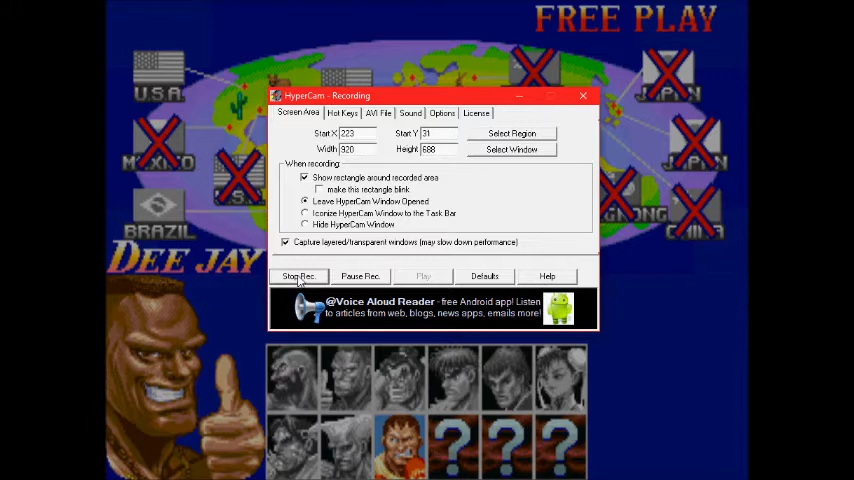 FREE PLAY
U.S.A.
JAPAN
HyperCam - Recording
Screen Area Hot Keys AVI File Sound Options License
Start X 223 Start Y 31 Select Region
Width 920 Height 688 Select Window
When recording:
Show rectangle around recorded area
make this rectangle blink
Leave HyperCam Window Opened
Iconize HyperCam Window to the Task Bar
Hide HyperCam Window
Capture layered/transparent windows (may slow down performance)
Stop Rec. Pause Rec. Play Defaults Help
@Voice Aloud Reader - free Android app! Listen
to articles from web, blogs, news apps, emails more!
MEXICO
JAPAN
BRAZIL
DEE JAY
? ? ?